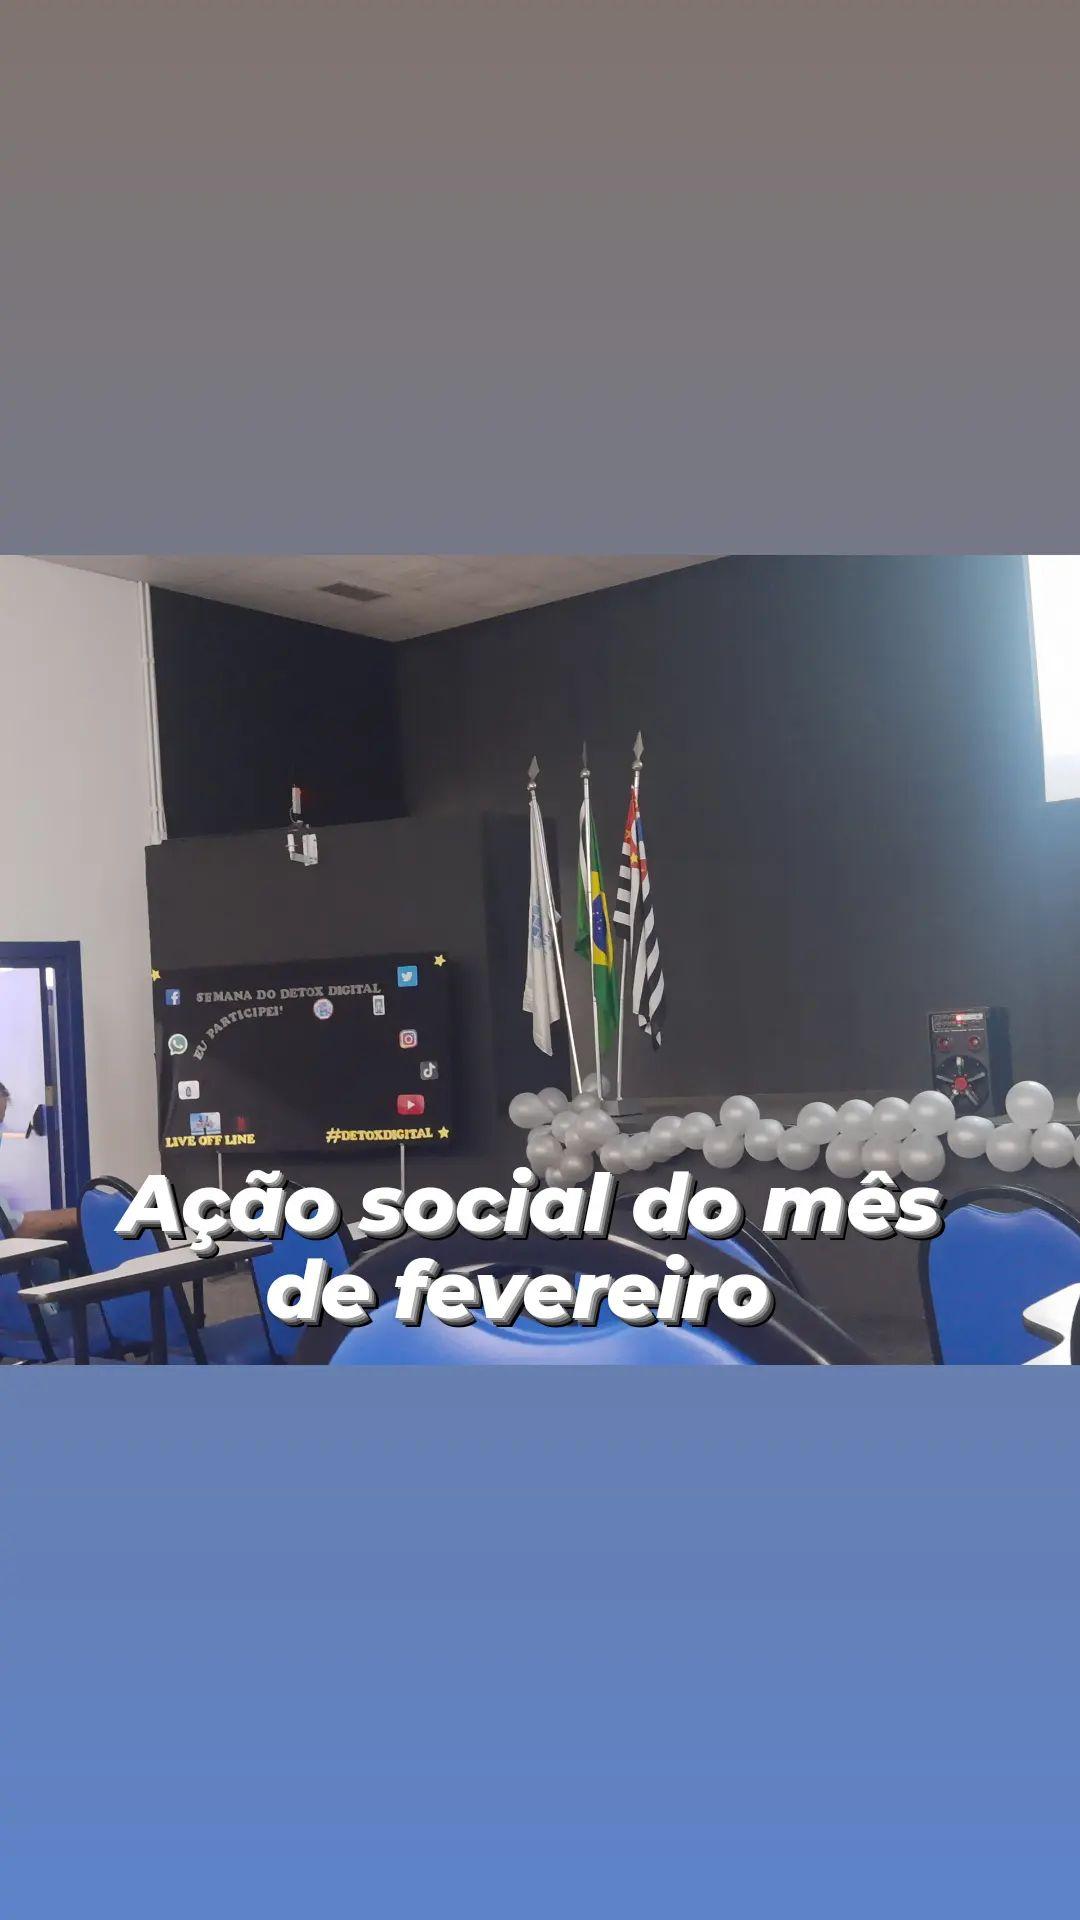 SEMANA DO DETOX DIGITAL
EU PARTICIPEI!
LIVE OFF LINE
#DETOXDIGITAL
Ação social do mês
de fevereiro